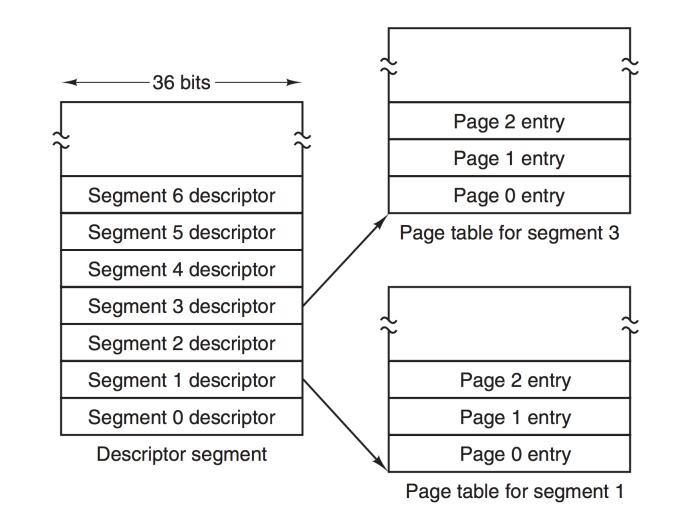 36 bits
Segment 6 descriptor
Segment 5 descriptor
Segment 4 descriptor
Segment 3 descriptor
Segment 2 descriptor
Segment 1 descriptor
Segment 0 descriptor
Descriptor segment
Page 2 entry
Page 1 entry
Page 0 entry
Page table for segment 3
Page 2 entry
Page 1 entry
Page 0 entry
Page table for segment 1